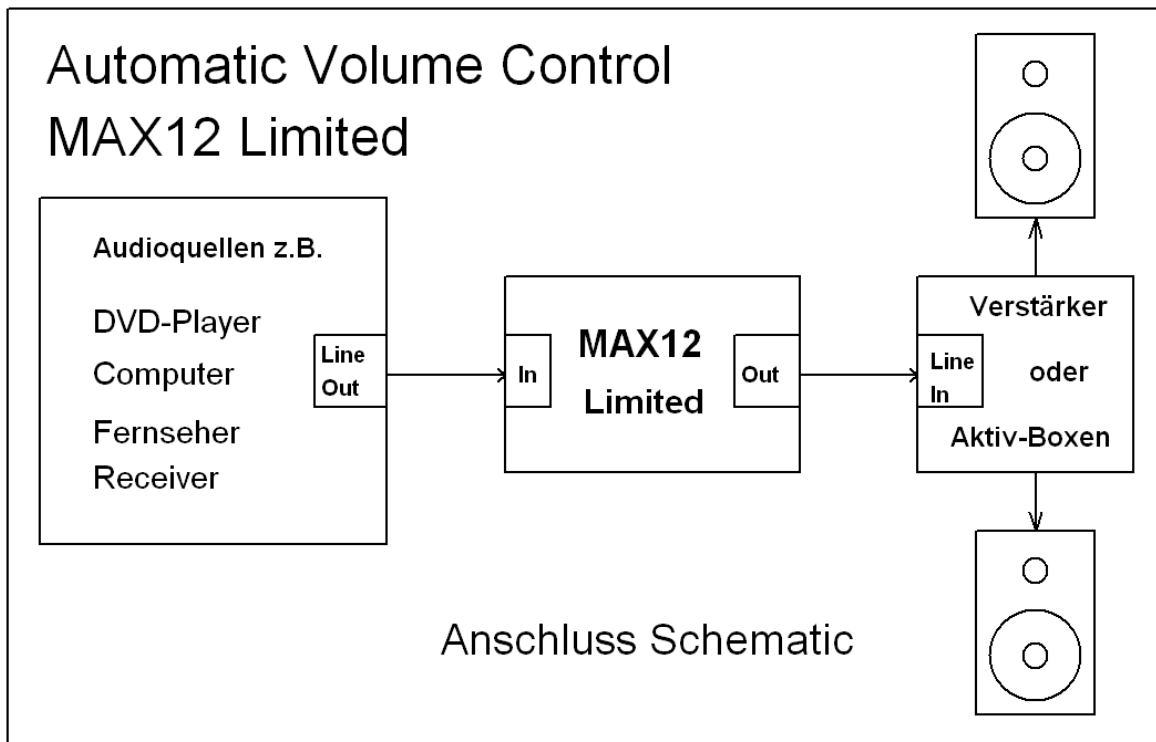 Automatic Volume Control
MAX12 Limited
Audioquellen z.B.
DVD-Player
Computer
Fernseher
Receiver
Line
Out
In
MAX12
Limited
Out
Line
In
Verstärker
oder
Aktiv-Boxen
Anschluss Schematic